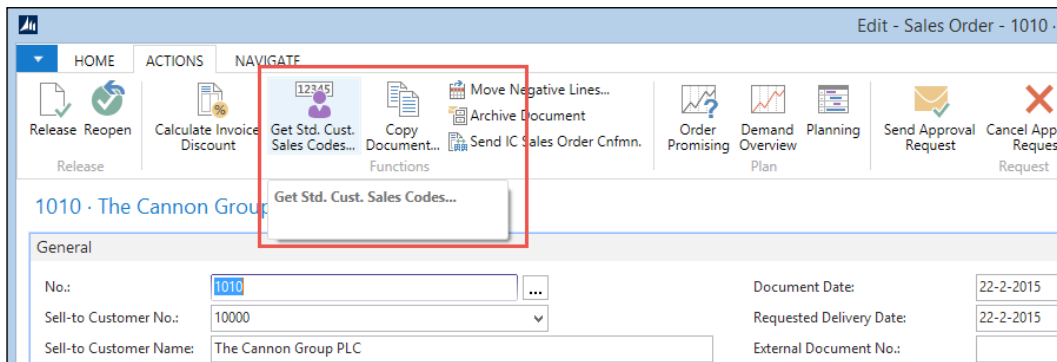 Edit - Sales Order - 1010 ·
HOME ACTIONS NAVIGATE
12345
Move Negative Lines...
Archive Document
Release Reopen Calculate Invoice Get Std. Cust. Copy Order Demand Planning Send Approval Cancel App
Discount Sales Codes... Document... Send IC Sales Order Cnfmn. Promising Overview Request Reques
Release Functions Plan Request
Get Std. Cust. Sales Codes...
1010 · The Cannon Group
General
No.: 1010 ... Document Date: 22-2-2015
Sell-to Customer No.: 10000 Requested Delivery Date: 22-2-2015
Sell-to Customer Name: The Cannon Group PLC External Document No.: